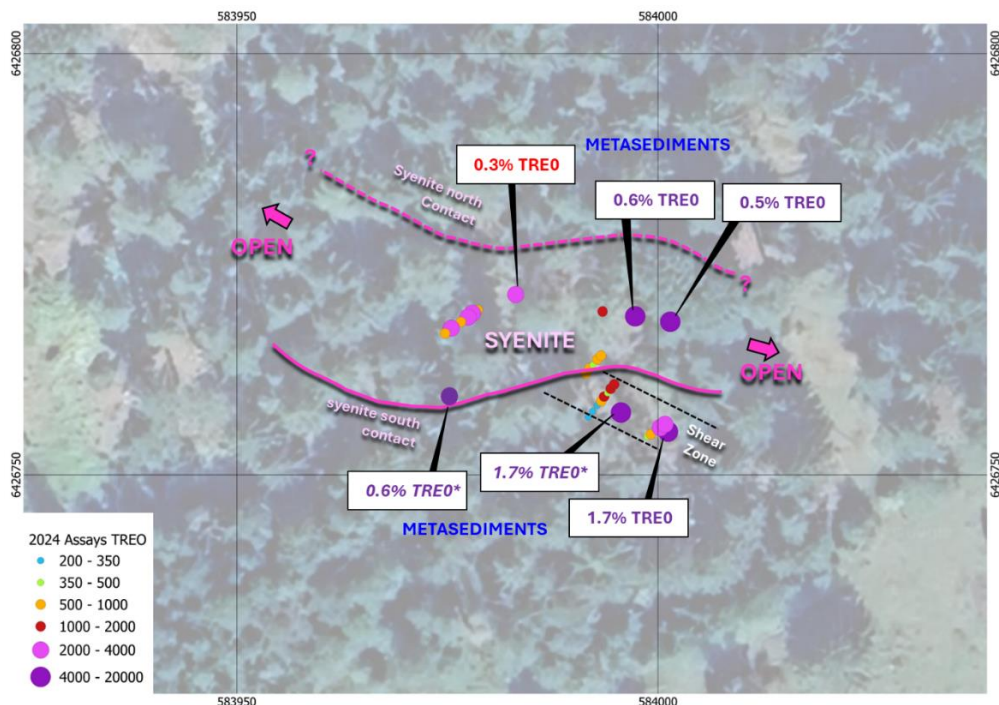 583950
584000
6426800
6426800
METASEDIMENTS
?
0.3% TRE0
Syenite north
Contact
0.6% TRE0
0.5% TRE0
OPEN
?
SYENITE
OPEN
syenite south
contact
Shear
Zone
0.6% TRE0*
1.7% TRE0*
1.7% TRE0
6426750
6426750
METASEDIMENTS
2024 Assays TREO
200 - 350
350 - 500
500 - 1000
1000 - 2000
2000 - 4000
4000 - 20000
583950
584000